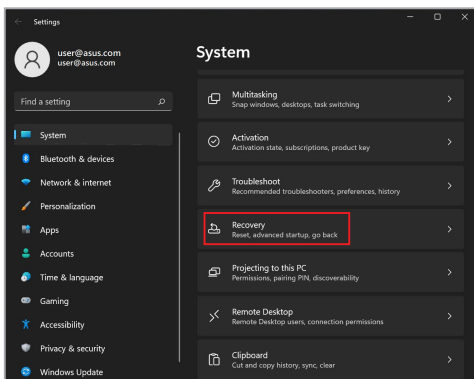 Settings
user@asus.com
user@asus.com
Find a setting
System
Bluetooth & devices
Network & internet
Personalization
Apps
Accounts
Time & language
Gaming
Accessibility
Privacy & security
Windows Update
System
Multitasking
Snap windows, desktops, task switching
Activation
Activation state, subscriptions, product key
Troubleshoot
Recommended troubleshooters, preferences, history
Recovery
Reset, advanced startup, go back
Projecting to this PC
Permissions, pairing PIN, discoverability
Remote Desktop
Remote Desktop users, connection permissions
Clipboard
Cut and copy history, sync, clear